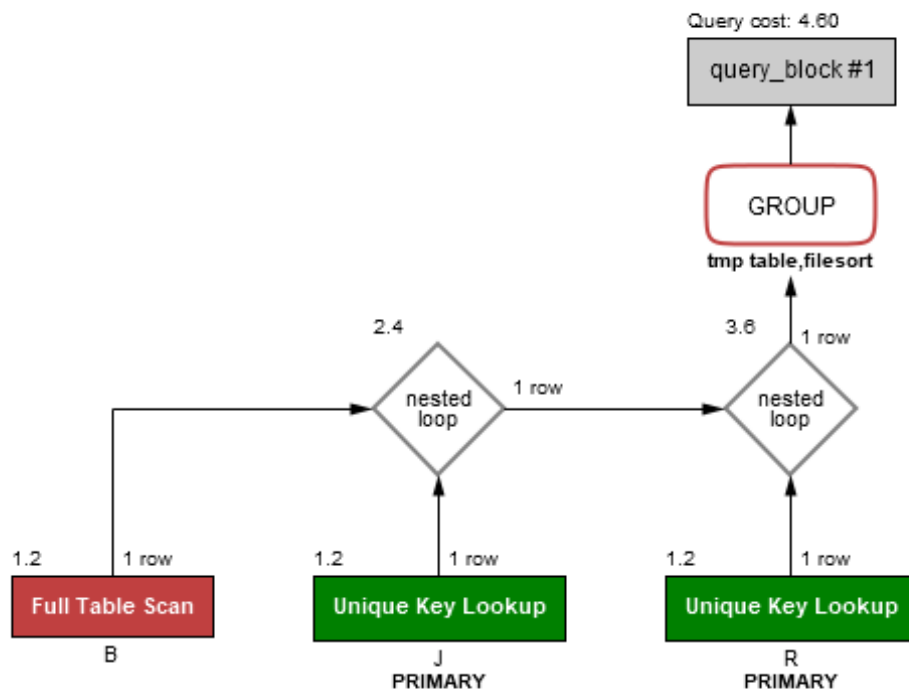 Query cost: 4.60
query_block #1
GROUP
tmp table,filesort
2.4
3.6
1 row
nested
loop
1 row
nested
loop
1.2
1 row
1.2
1 row
1.2
1 row
Full Table Scan
Unique Key Lookup
Unique Key Lookup
B
J
R
PRIMARY
PRIMARY